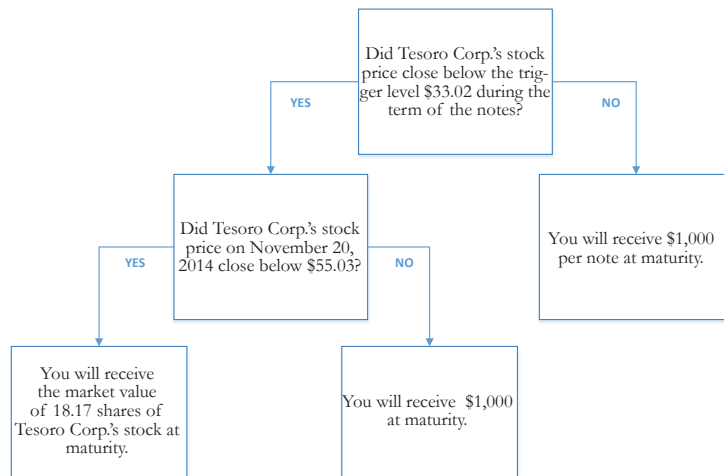 Did Tesoro Corp.'s stock
price close below the trig-
ger level $33.02 during the
term of the notes?
YES
NO
Did Tesoro Corp.'s stock
price on November 20,
2014 close below $55.03?
You will receive $1,000
per note at maturity.
YES
NO
You will receive
the market value
of 18.17 shares of
Tesoro Corp.'s stock at
maturity.
You will receive $1,000
at maturity.